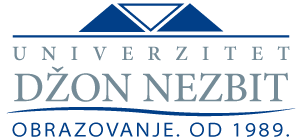 UNIVERZITET
DŽON NEZBIT
OBRAZOVANJE. OD 1989.